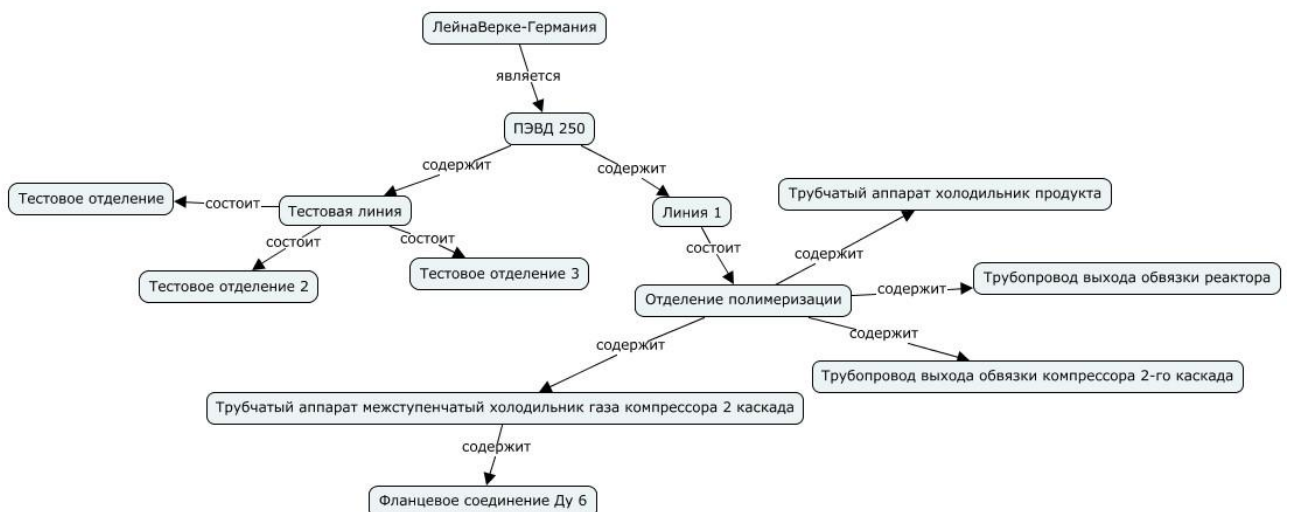 ЛейнаВерке-Германия
является
ПЭВД 250
содержит
содержит
Тестовое отделение
состоит
Тестовая линия
Линия 1
Трубчатый аппарат холодильник продукта
состоит
состоит
состоит
содержит
Тестовое отделение 2
Тестовое отделение 3
Отделение полимеризации
содержит
Трубопровод выхода обвязки реактора
содержит
содержит
Трубопровод выхода обвязки компрессора 2-го каскада
Трубчатый аппарат межступенчатый холодильник газа компрессора 2 каскада
содержит
Фланцевое соединение Ду 6